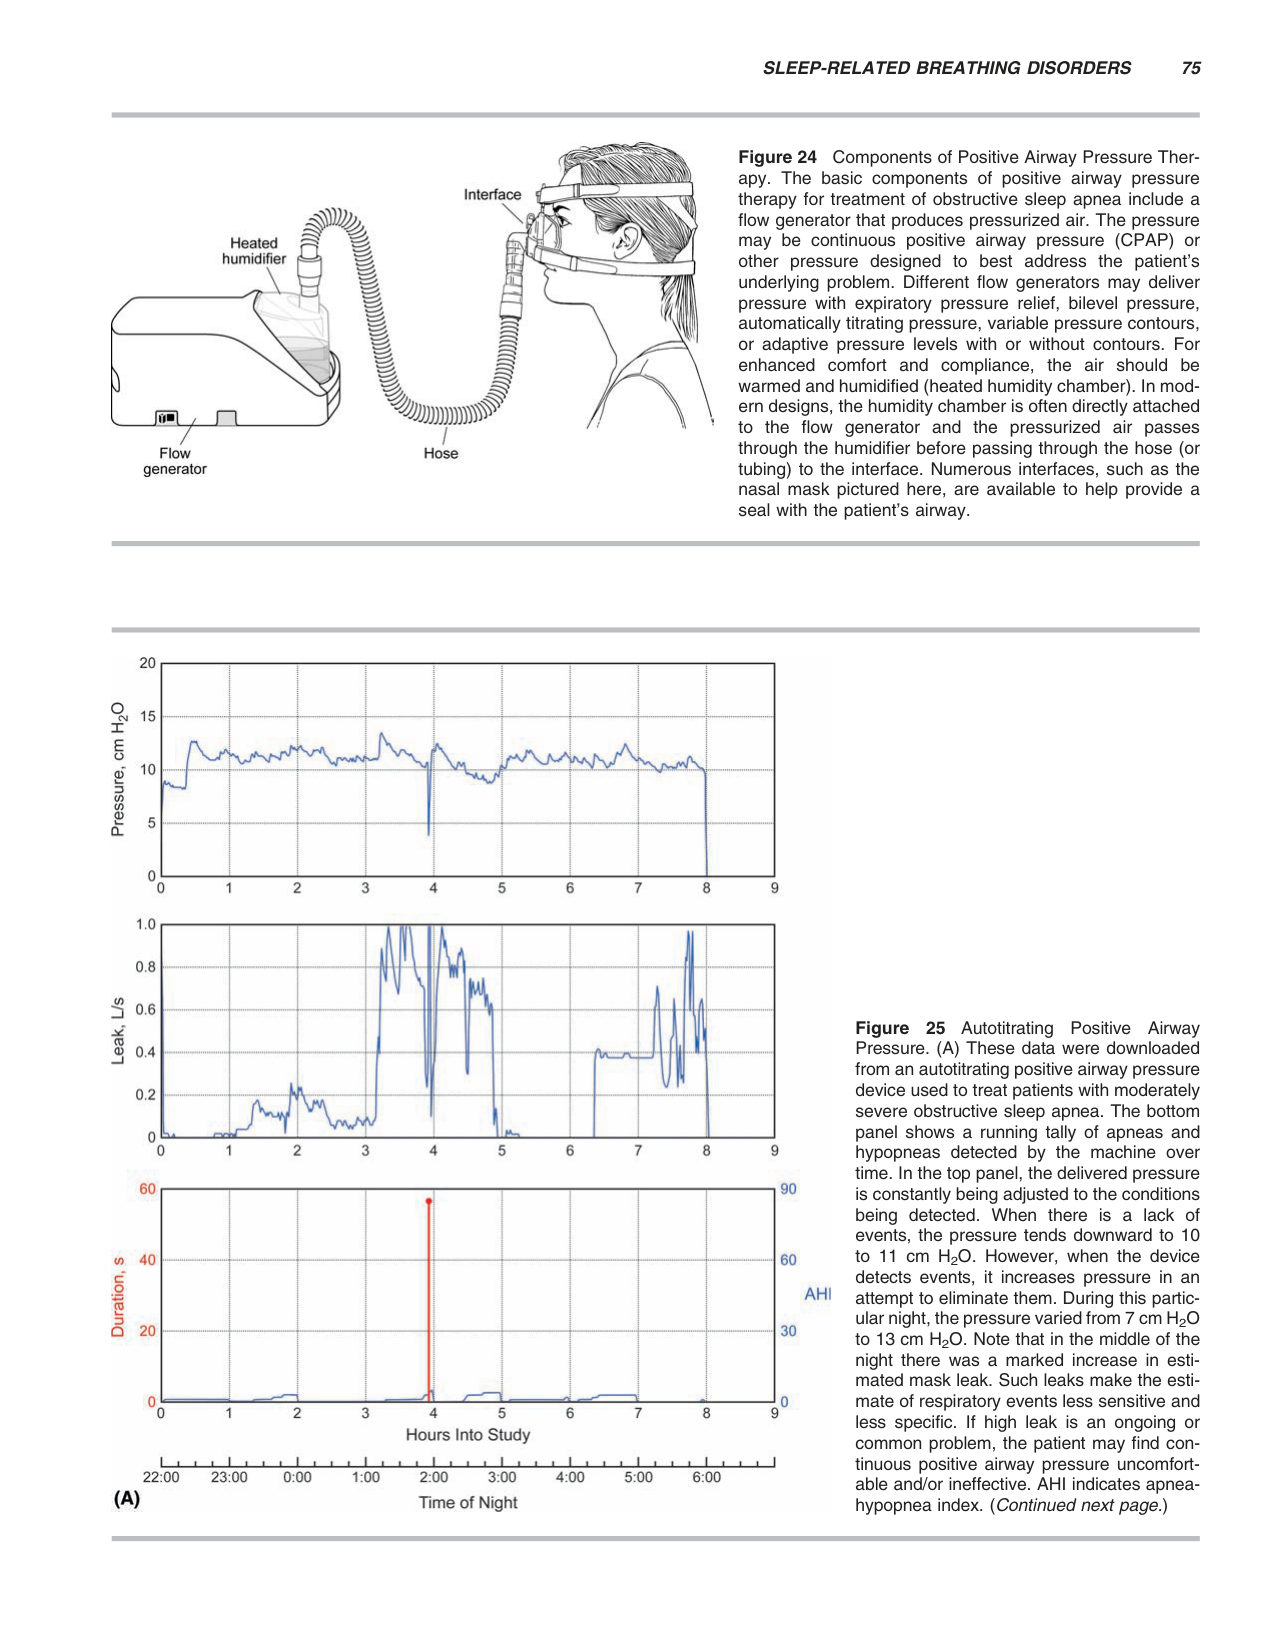 SLEEP-RELATED BREATHING DISORDERS 75
Interface
Heated
humidifier
Flow
generator
Hose
Figure 24 Components of Positive Airway Pressure Ther-
apy. The basic components of positive airway pressure
therapy for treatment of obstructive sleep apnea include a
flow generator that produces pressurized air. The pressure
may be continuous positive airway pressure (CPAP) or
other pressure designed to best address the patient's
underlying problem. Different flow generators may deliver
pressure with expiratory pressure relief, bilevel pressure,
automatically titrating pressure, variable pressure contours,
or adaptive pressure levels with or without contours. For
enhanced comfort and compliance, the air should be
warmed and humidified (heated humidity chamber). In mod-
ern designs, the humidity chamber is often directly attached
to the flow generator and the pressurized air passes
through the humidifier before passing through the hose (or
tubing) to the interface. Numerous interfaces, such as the
nasal mask pictured here, are available to help provide a
seal with the patient's airway.
Pressure, cm H₂O
20
15
10
5
0
0 1 2 3 4 5 6 7 8 9
Leak, L/s
1.0
0.8
0.6
0.4
0.2
0
0 1 2 3 4 5 6 7 8 9
Duration, s
60
40
20
0
90
60
30
0
AHI
0 1 2 3 4 5 6 7 8 9
Hours Into Study
22:00 23:00 0:00 1:00 2:00 3:00 4:00 5:00 6:00
(A)
Time of Night
Figure 25 Autotitrating Positive Airway
Pressure. (A) These data were downloaded
from an autotitrating positive airway pressure
device used to treat patients with moderately
severe obstructive sleep apnea. The bottom
panel shows a running tally of apneas and
hypopneas detected by the machine over
time. In the top panel, the delivered pressure
is constantly being adjusted to the conditions
being detected. When there is a lack of
events, the pressure tends downward to 10
to 11 cm H₂O. However, when the device
detects events, it increases pressure in an
attempt to eliminate them. During this partic-
ular night, the pressure varied from 7 cm H₂O
to 13 cm H₂O. Note that in the middle of the
night there was a marked increase in esti-
mated mask leak. Such leaks make the esti-
mate of respiratory events less sensitive and
less specific. If high leak is an ongoing or
common problem, the patient may find con-
tinuous positive airway pressure uncomfort-
able and/or ineffective. AHI indicates apnea-
hypopnea index. (Continued next page.)